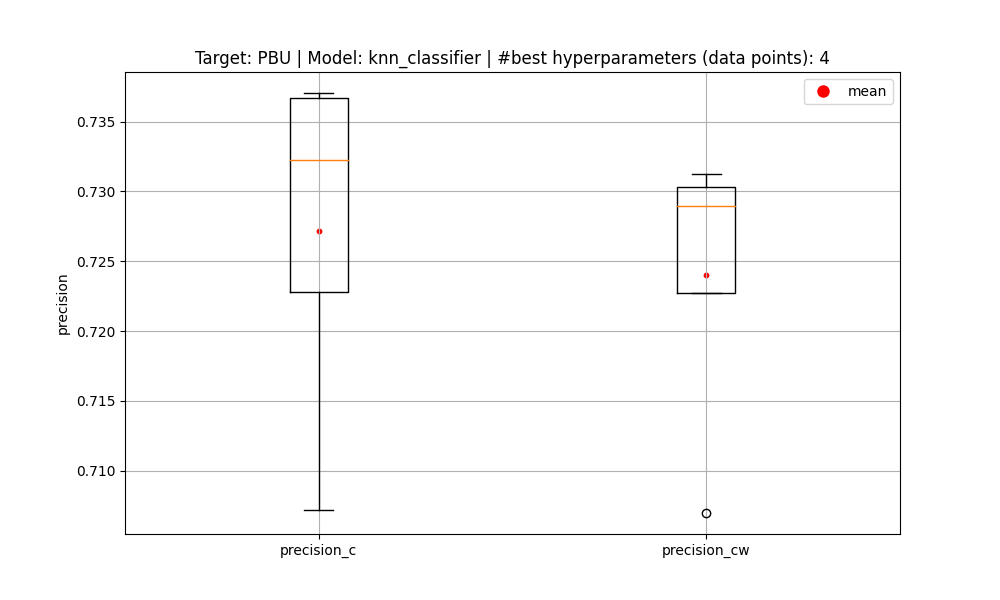 Target: PBU | Model: knn_classifier | #best hyperparameters (data points): 4
mean
0.735
0.730
0.725
0.720
0.715
0.710
precision
precision_c
precision_cw